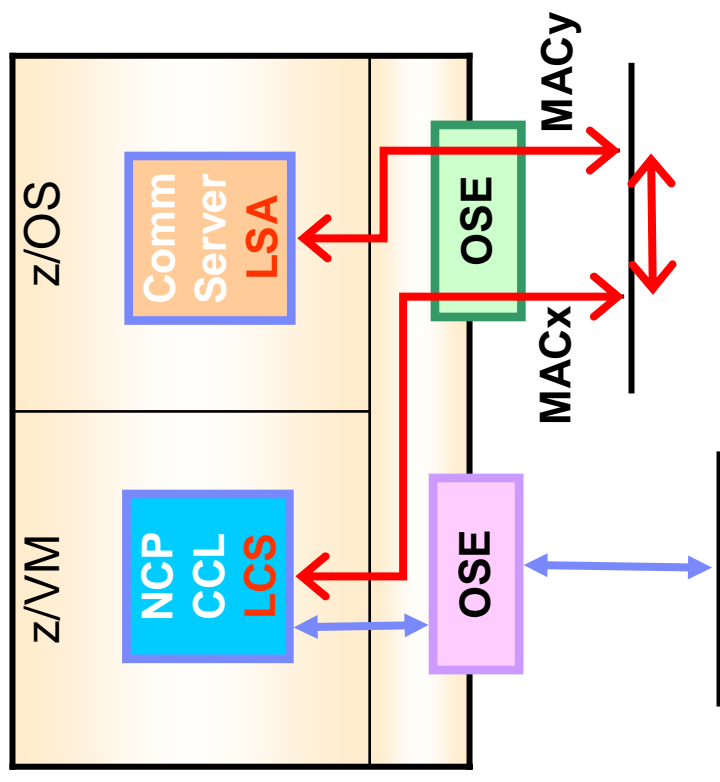 z/VM
NCP
CCL
LCS
OSE
z/OS
Comm
Server
LSA
OSE
MACx
MACy